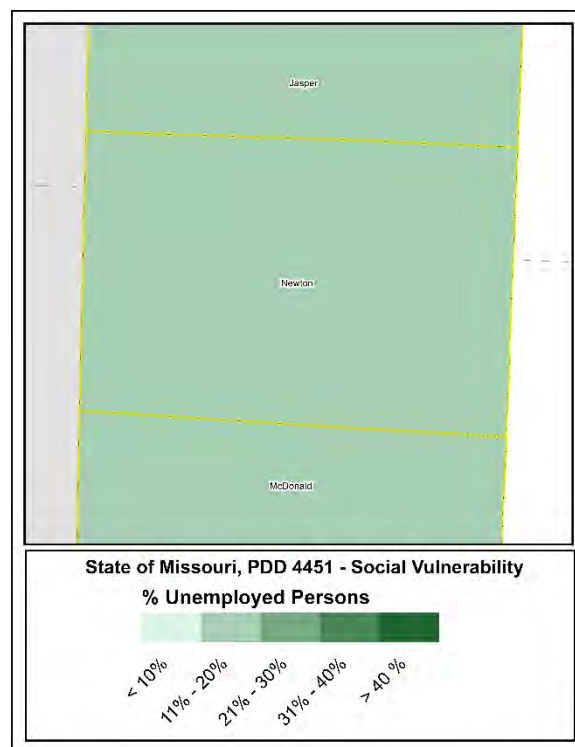 Jasper
Newton
McDonald
State of Missouri, PDD 4451 - Social Vulnerability
% Unemployed Persons
< 10%
11% - 20%
21% - 30%
31% - 40%
> 40 %